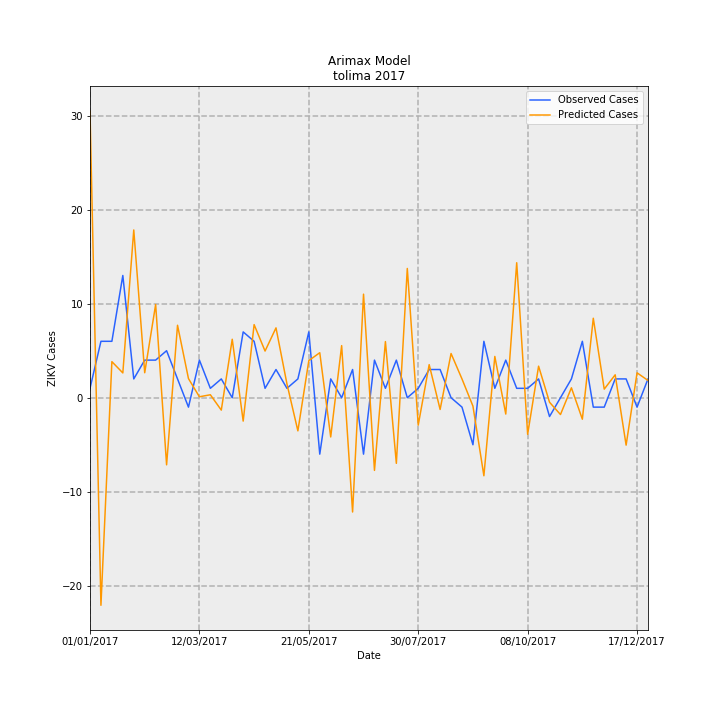 Arimax Model
tolima 2017
Observed Cases
Predicted Cases
ZIKV Cases
30
20
10
0
−10
−20
01/01/2017 12/03/2017 21/05/2017 30/07/2017 08/10/2017 17/12/2017
Date